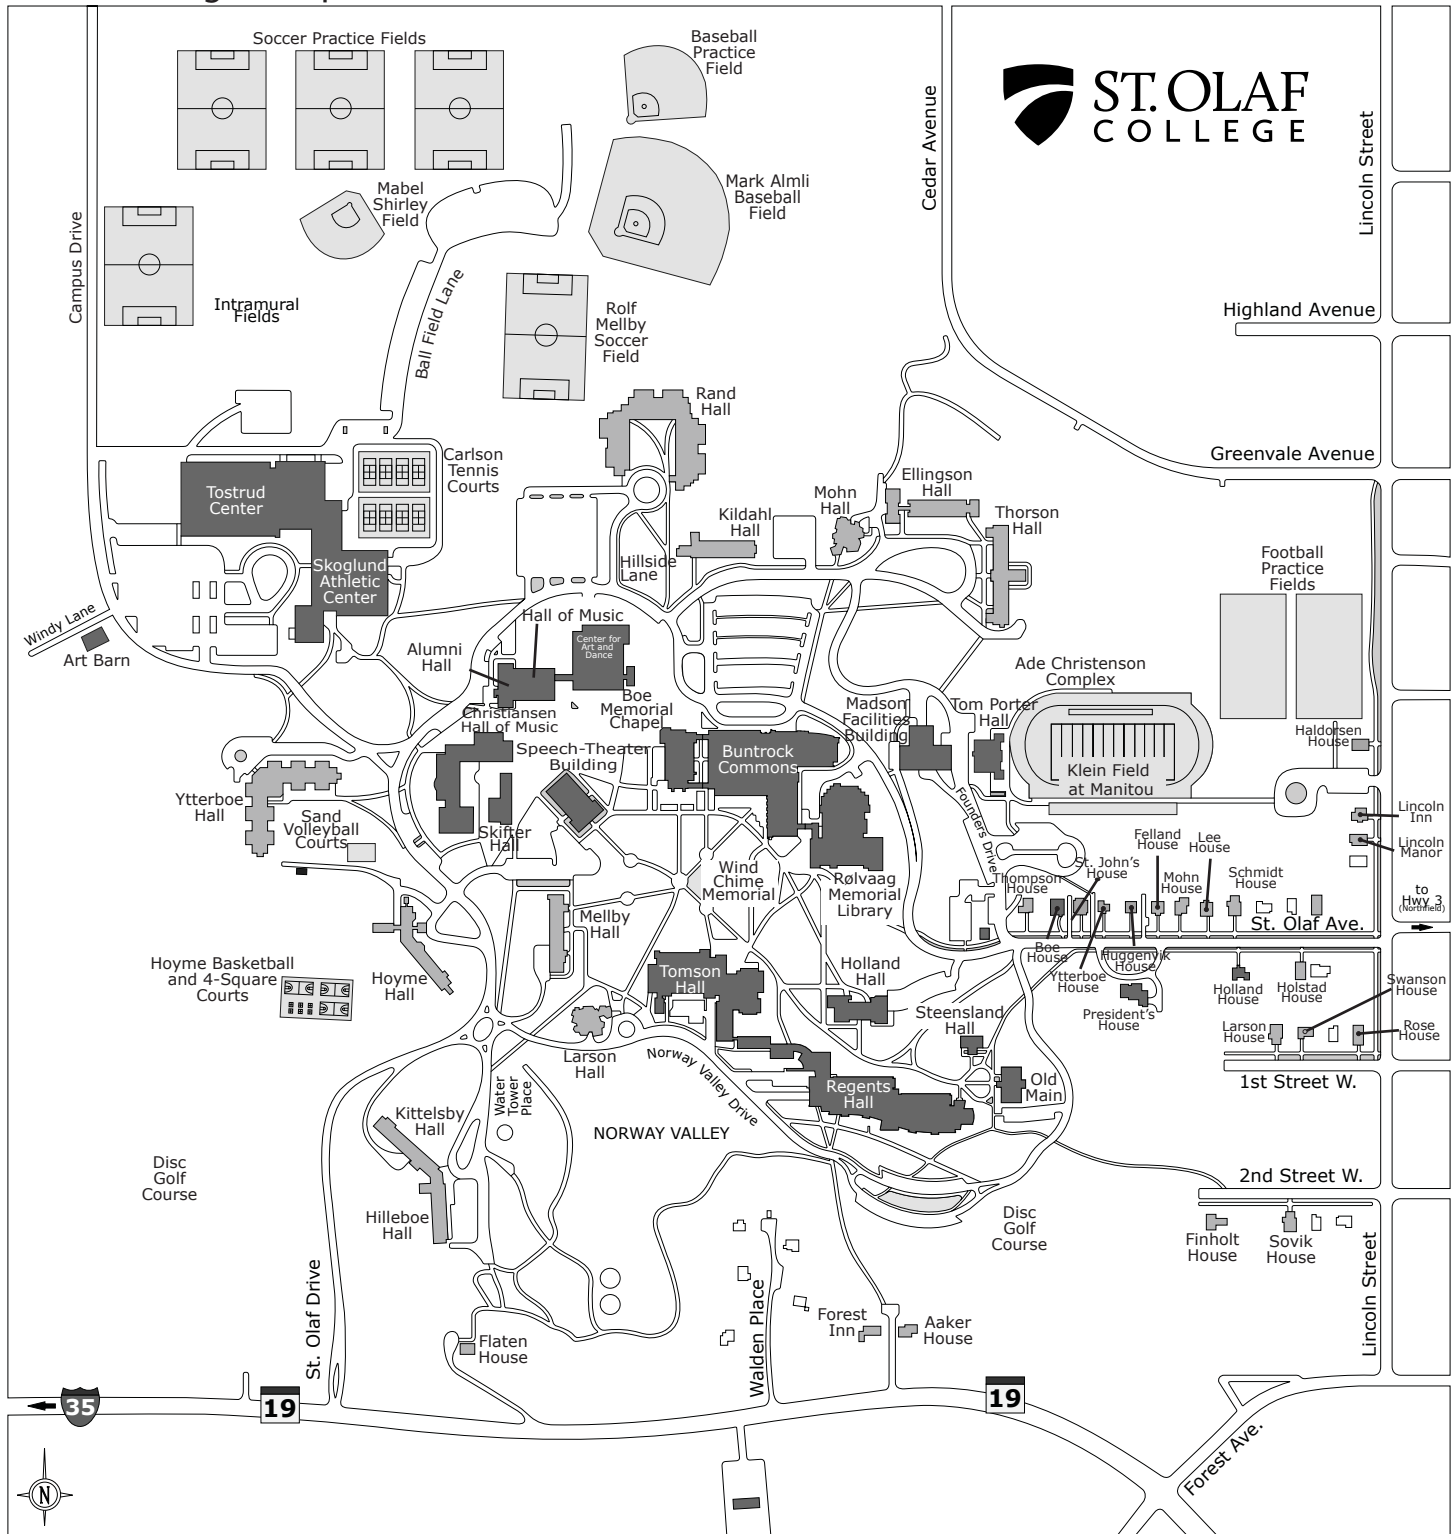 Soccer Practice Fields
Baseball
Practice
Field
ST. OLAF
COLLEGE
Cedar Avenue
Lincoln Street
Mabel
Shirley
Field
Mark Almli
Baseball
Field
Campus Drive
Intramural
Fields
Ball Field Lane
Rolf
Mellby
Soccer
Field
Highland Avenue
Rand
Hall
Greenvale Avenue
Carlson
Tennis
Courts
Tostrud
Center
Ellingson
Hall
Mohn
Hall
Kildahl
Hall
Thorson
Hall
Skoglund
Athletic
Center
Hillside
Lane
Football
Practice
Fields
Windy Lane
Art Barn
Hall of Music
Center for
Art and
Dance
Alumni
Hall
Ade Christenson
Complex
Boe
Memorial
Chapel
Christiansen
Hall of Music
Madson
Facilities
Building
Tom Porter
Hall
Haldorsen
House
Speech-Theater
Building
Buntrock
Commons
Klein Field
at Manitou
Ytterboe
Hall
Sand
Volleyball
Courts
Skifter
Hall
Founders Drive
Lincoln
Inn
Lincoln
Manor
Felland
House
Lee
House
St. John's
House
Thompson
House
Mohn
House
Schmidt
House
Wind
Chime
Memorial
Rølvaag
Memorial
Library
to
Hwy 3
(Northfield)
St. Olaf Ave.
Mellby
Hall
Boe
House
Huggenvik
House
Ytterboe
House
Hoyme Basketball
and 4-Square
Courts
Hoyme
Hall
Tomson
Hall
Holland
Hall
President's
House
Holland
House
Holstad
House
Swanson
House
Steensland
Hall
Larson
House
Rose
House
Larson
Hall
Norway Valley Drive
Water
Tower
Place
Regents
Hall
Old
Main
1st Street W.
Kittelsby
Hall
NORWAY VALLEY
Disc
Golf
Course
2nd Street W.
Hilleboe
Hall
Disc
Golf
Course
Finholt
House
Sovik
House
St. Olaf Drive
Walden Place
Lincoln Street
Forest
Inn
Aaker
House
Flaten
House
35
19
19
Forest Ave.
N